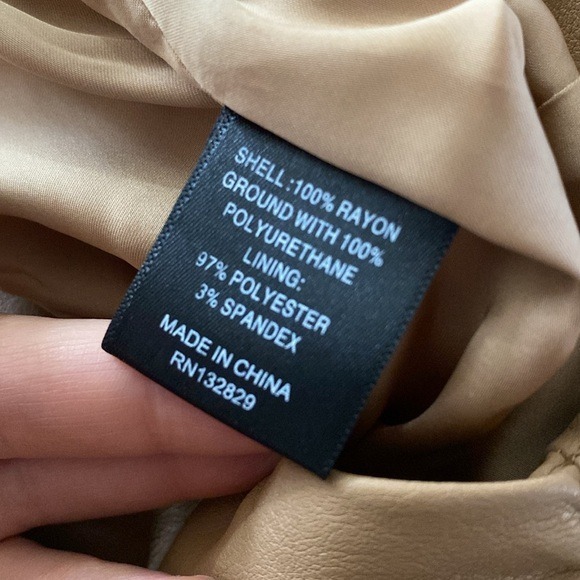 SHELL :100% RAYON
GROUND WITH 100%
POLYURETHANE
LINING:
97% POLYESTER
3% SPANDEX
MADE IN CHINA
RN132829